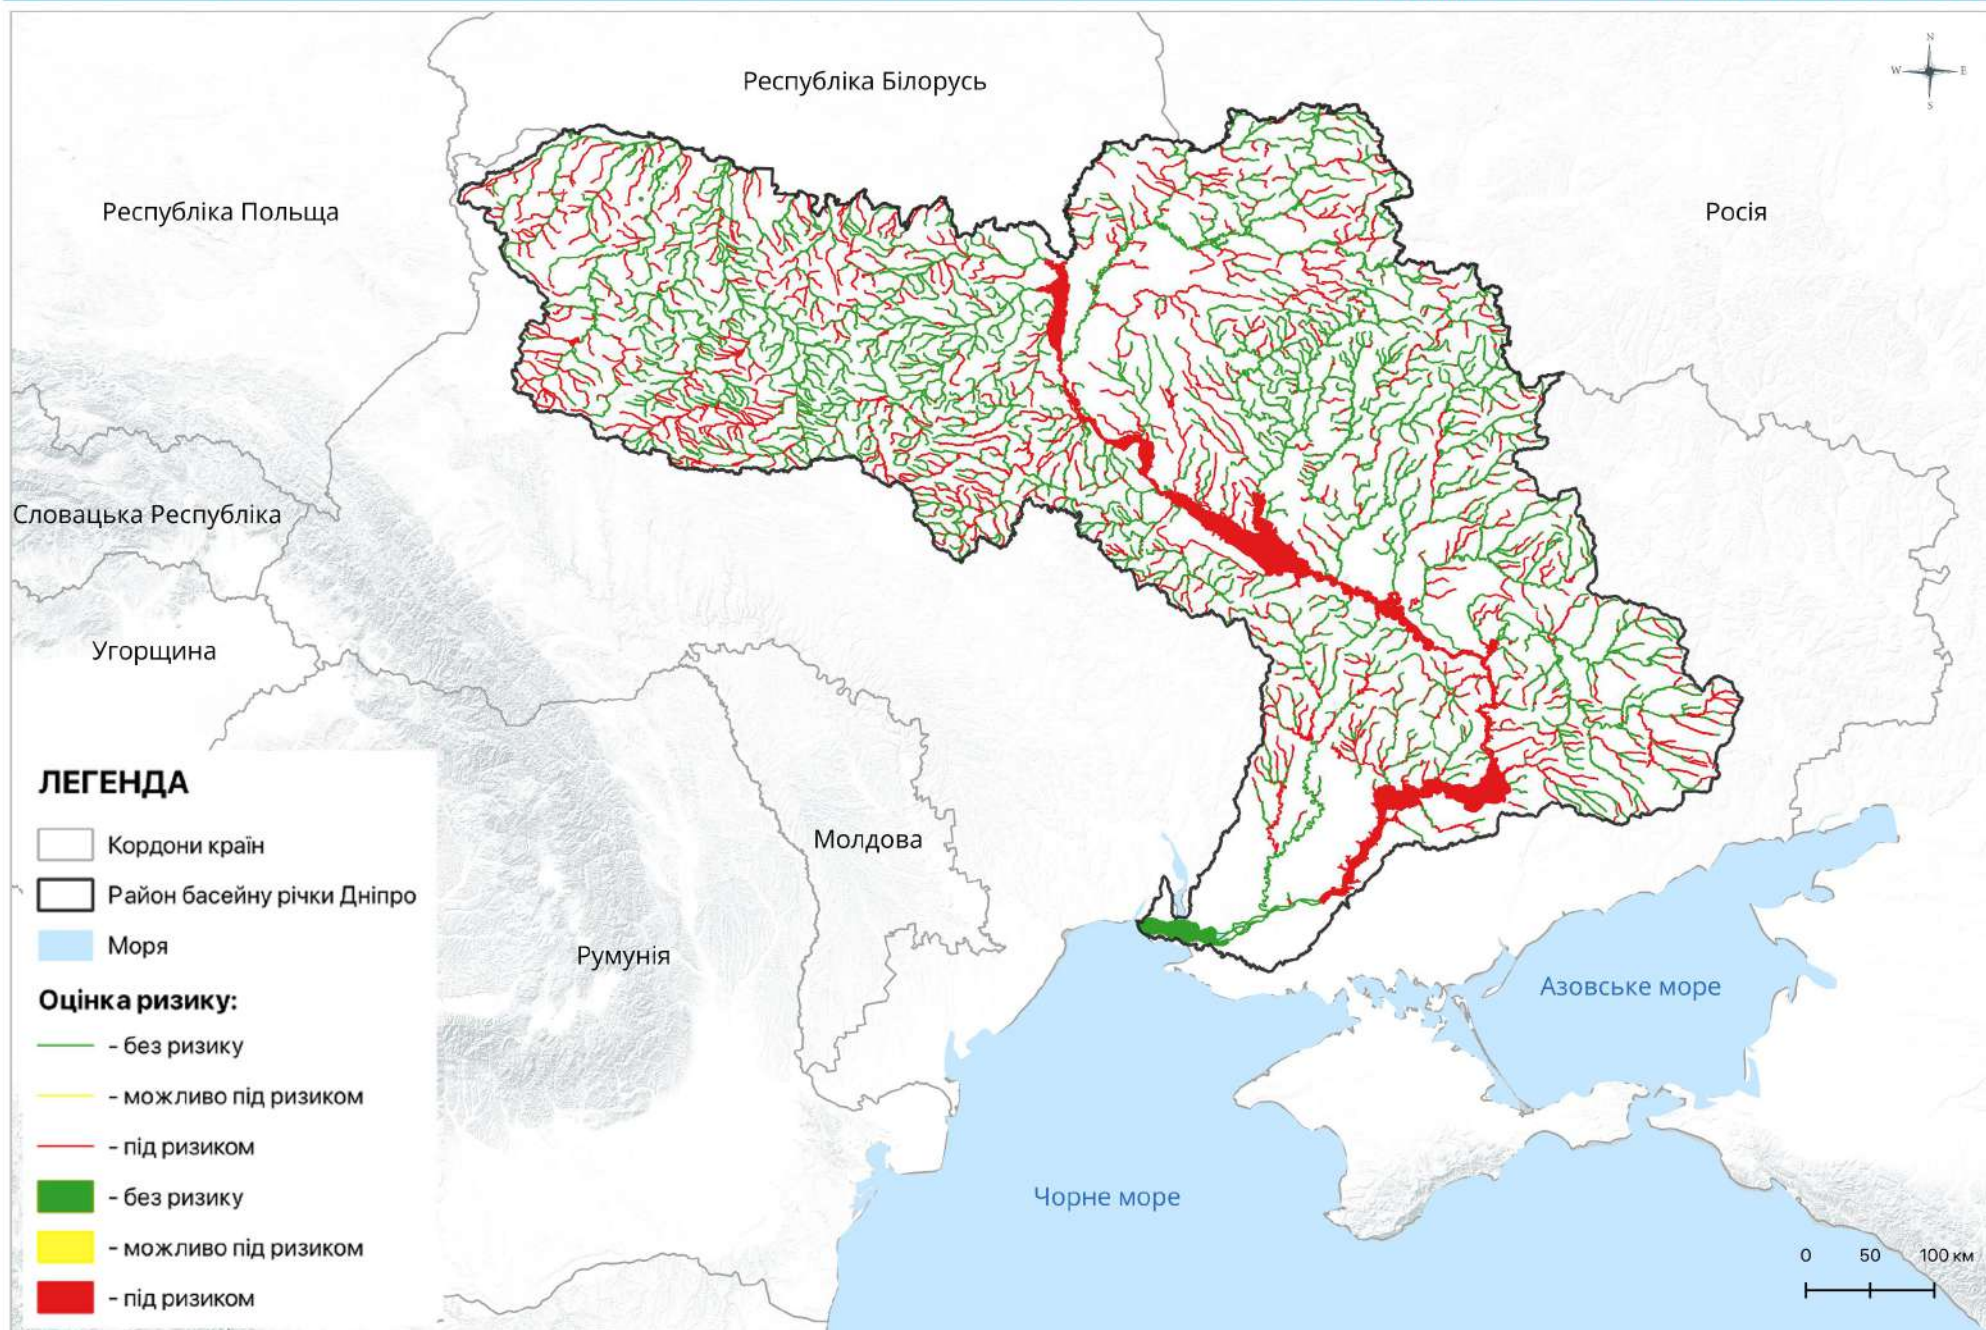 N
W E
S
Республіка Білорусь
Республіка Польща
Росія
Словацька Республіка
Угорщина
Молдова
Румунія
Азовське море
Чорне море
ЛЕГЕНДА
Кордони країн
Район басейну річки Дніпро
Моря
Оцінка ризику:
- без ризику
- можливо під ризиком
- під ризиком
- без ризику
- можливо під ризиком
- під ризиком
0 50 100 км